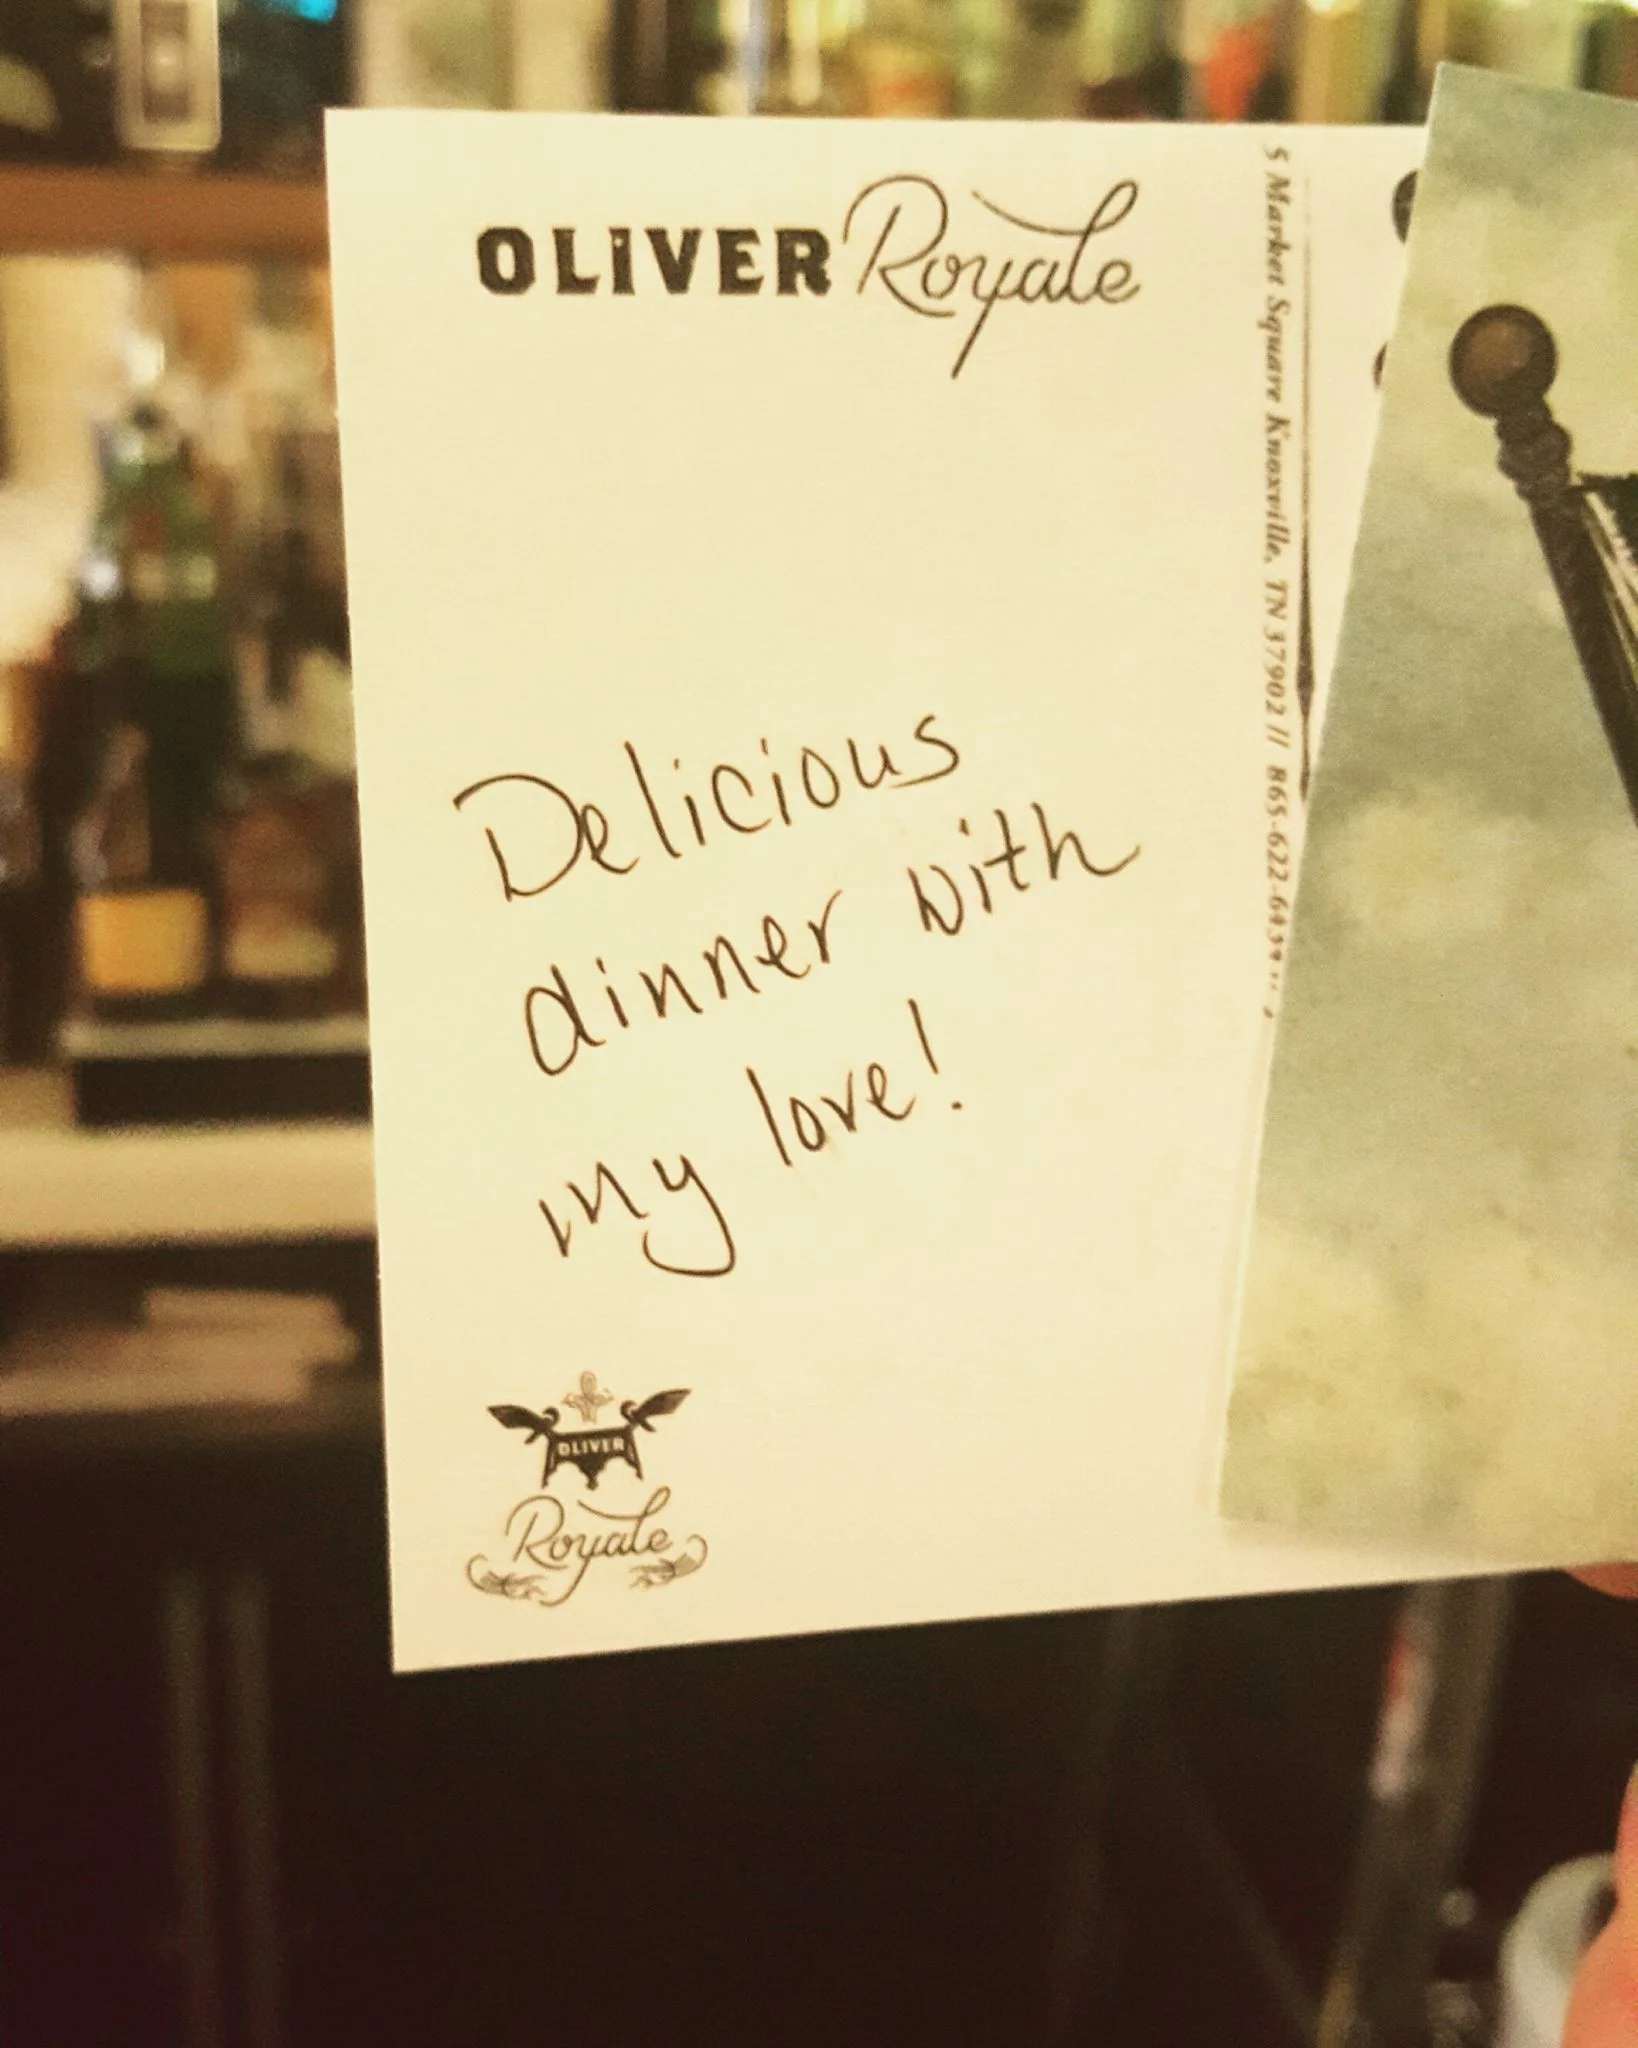 OLIVER Royale
5 Market Square Knoxville, TN 37902 // 865-622-6434
Delicious
dinner with
my love!
OLIVER
Royale